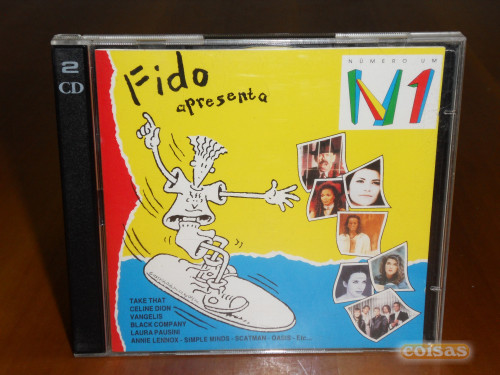 2
CD
Fido
apresenta
NÚMERO UM
N1
TAKE THAT
CELINE DION
VANGELIS
BLACK COMPANY
LAURA PAUSINI
ANNIE LENNOX - SIMPLE MINDS - SCATMAN - OASIS - Etc...
coisas